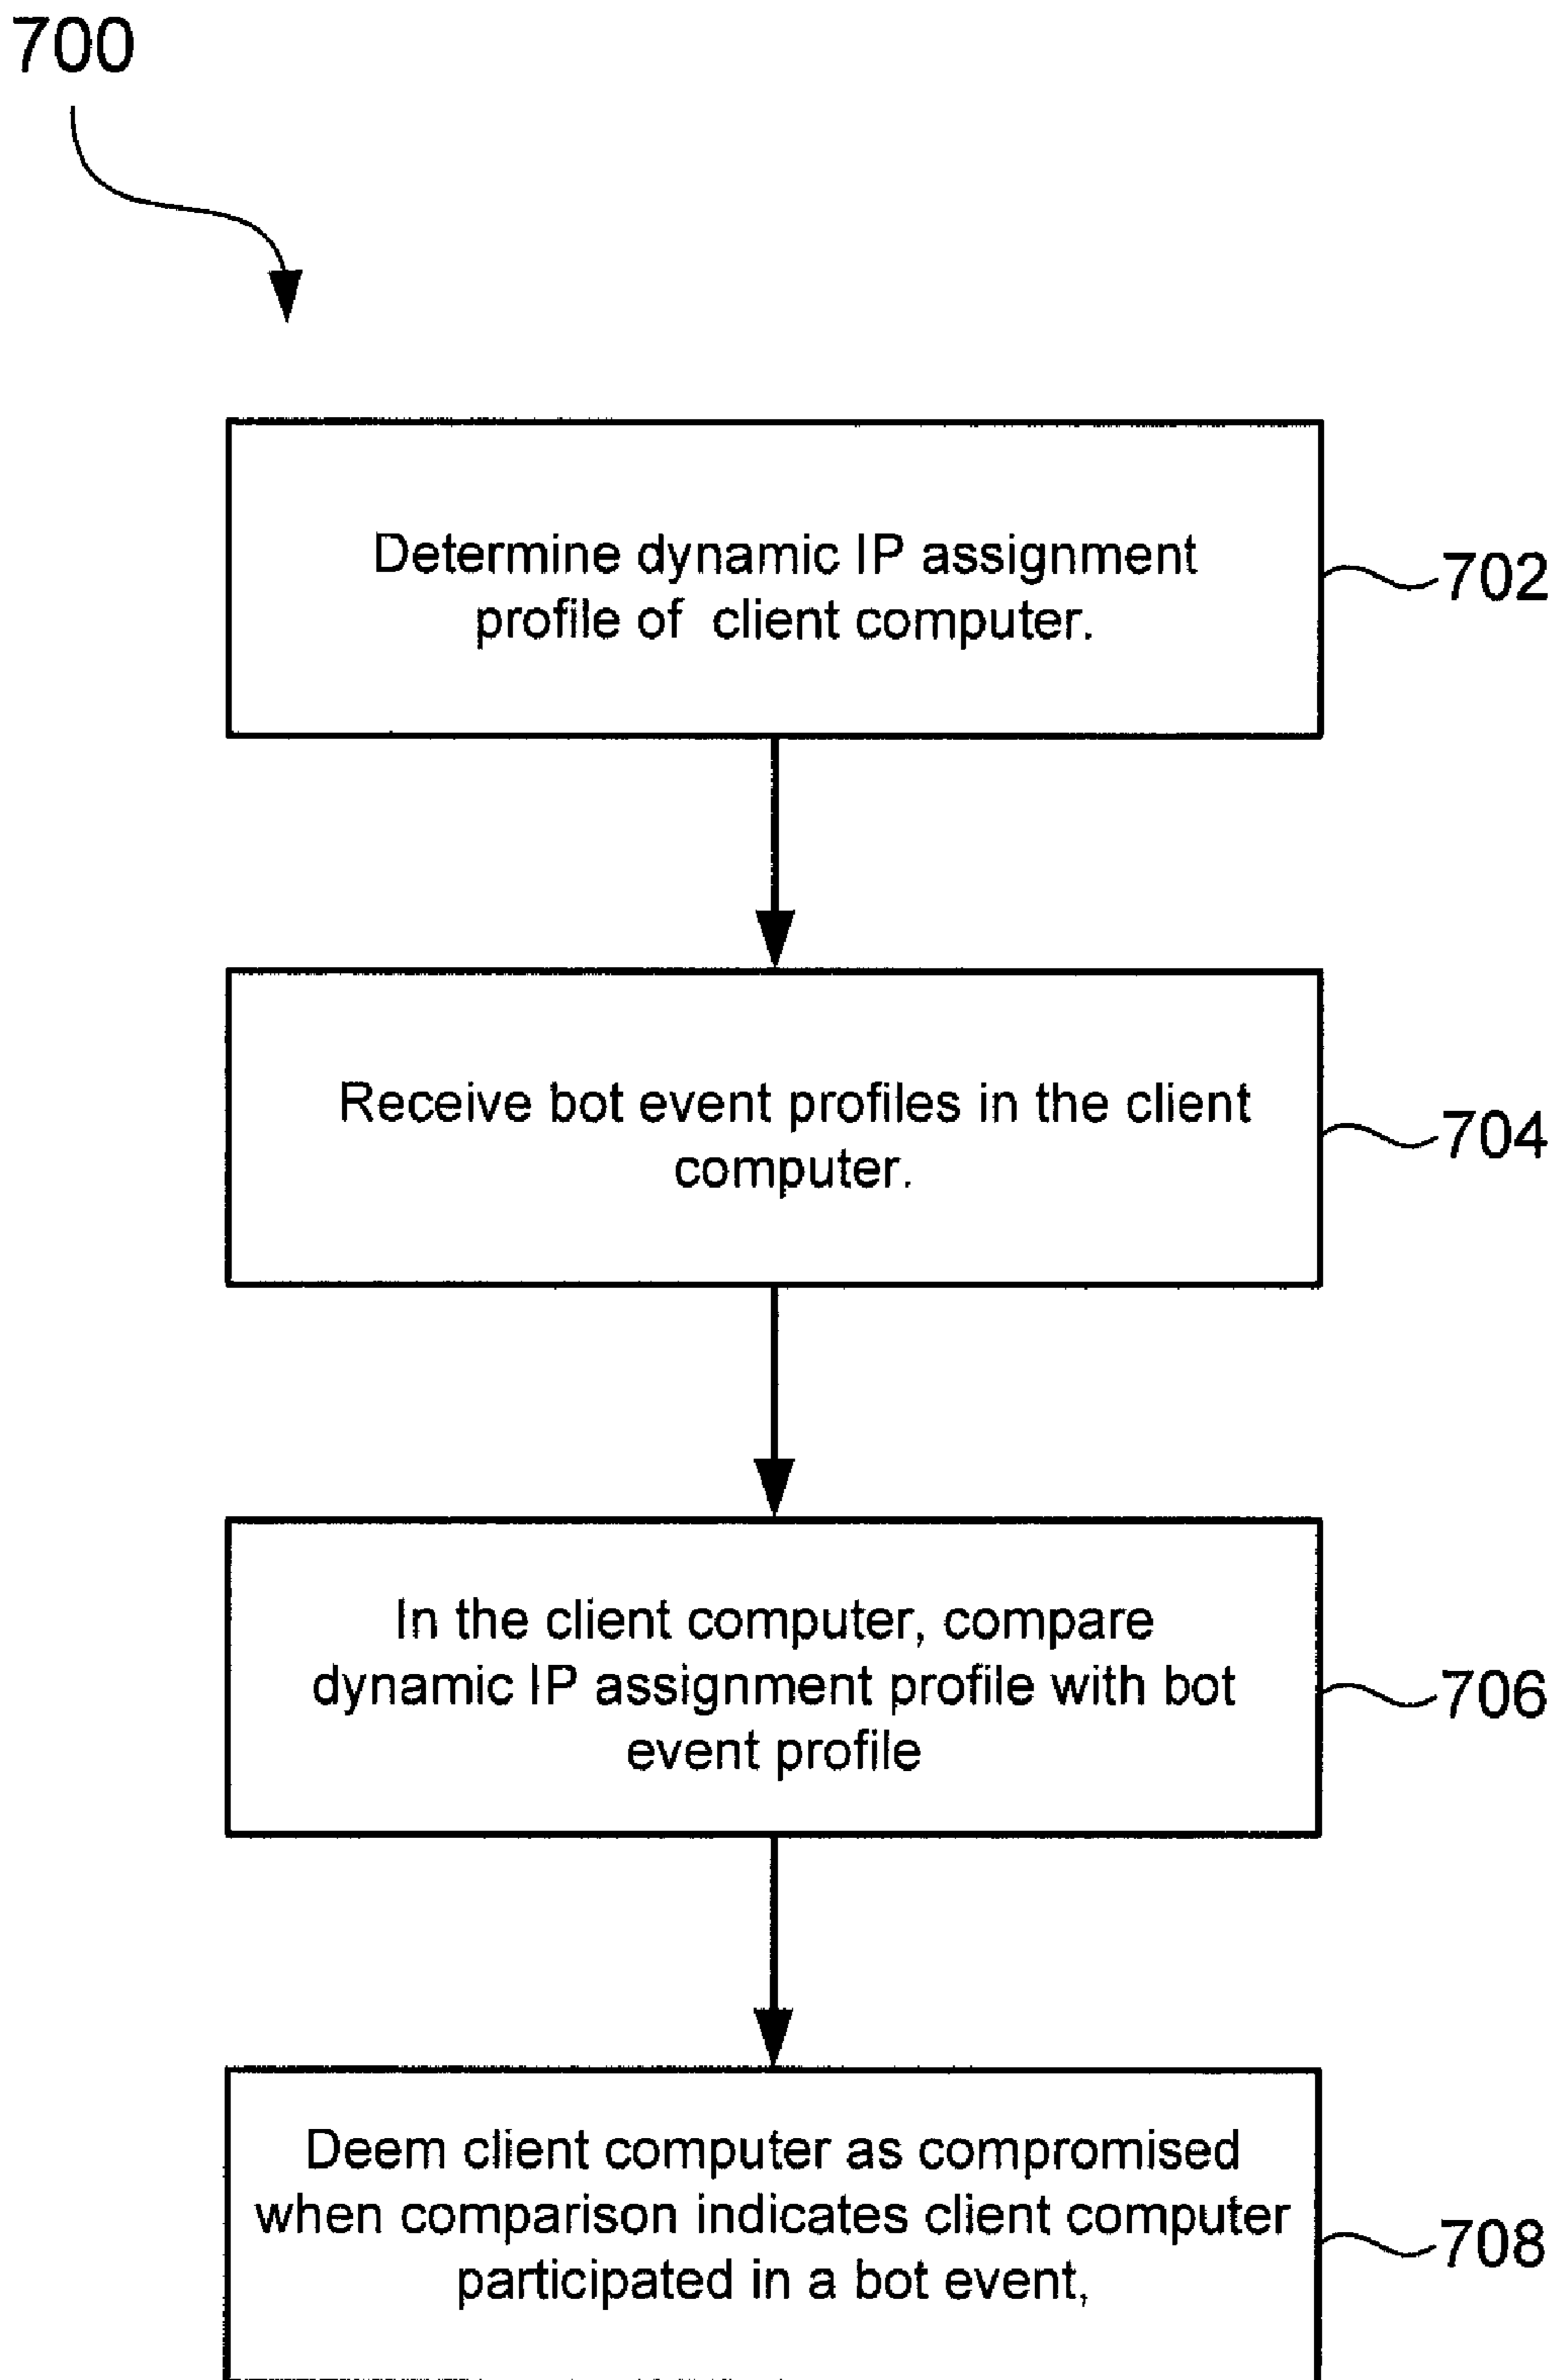 700
Determine dynamic IP assignment
profile of client computer.
702
Receive bot event profiles in the client
computer.
704
In the client computer, compare
dynamic IP assignment profile with bot
event profile
706
Deem client computer as compromised
when comparison indicates client computer
participated in a bot event,
708